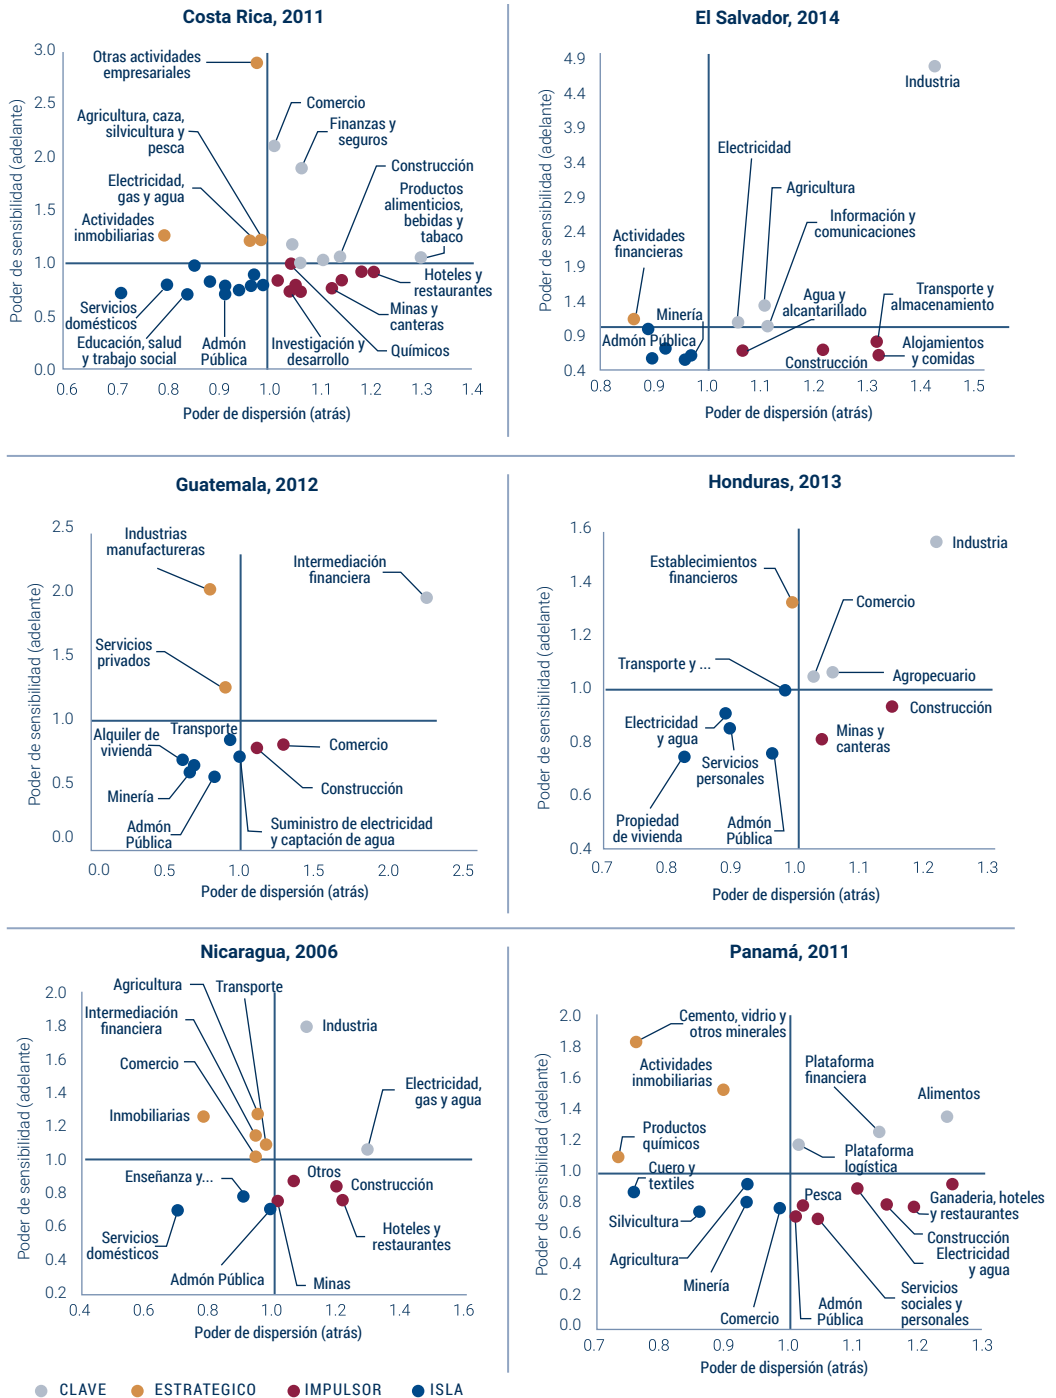 Costa Rica, 2011
Poder de sensibilidad (adelante)
3.0
2.5
2.0
1.5
1.0
0.5
0.0
Otras actividades
empresariales
Agricultura, caza,
silvicultura y
pesca
Electricidad,
gas y agua
Actividades
inmobiliarias
Comercio
Finanzas y
seguros
Construcción
Productos
alimenticios,
bebidas y
tabaco
Hoteles y
restaurantes
Minas y
canteras
Químicos
Investigación y
desarrollo
Admón
Pública
Servicios
domésticos
Educación, salud
y trabajo social
0.6 0.7 0.8 0.9 1.0 1.1 1.2 1.3 1.4
Poder de dispersión (atrás)
El Salvador, 2014
Poder de sensibilidad (adelante)
4.9
4.4
3.9
3.4
2.9
2.4
1.9
1.4
0.9
0.4
Industria
Electricidad
Agricultura
Información y
comunicaciones
Actividades
financieras
Minería
Agua y
alcantarillado
Transporte y
almacenamiento
Admón Pública
Construcción
Alojamientos
y comidas
0.8 0.9 1.0 1.1 1.2 1.3 1.4 1.5
Poder de dispersión (atrás)
Guatemala, 2012
Poder de sensibilidad (adelante)
2.5
2.0
1.5
1.0
0.5
0.0
Industrias
manufactureras
Intermediación
financiera
Servicios
privados
Alquiler de
vivienda
Transporte
Comercio
Minería
Construcción
Admón
Pública
Suministro de electricidad
y captación de agua
0.0 0.5 1.0 1.5 2.0 2.5
Poder de dispersión (atrás)
Honduras, 2013
Poder de sensibilidad (adelante)
1.6
1.4
1.2
1.0
0.8
0.6
0.4
Industria
Establecimientos
financieros
Comercio
Transporte y ...
Agropecuario
Construcción
Electricidad
y agua
Minas y
canteras
Servicios
personales
Propiedad
de vivienda
Admón
Pública
0.7 0.8 0.9 1.0 1.1 1.2 1.3
Poder de dispersión (atrás)
Nicaragua, 2006
Poder de sensibilidad (adelante)
2.0
1.8
1.6
1.4
1.2
1.0
0.8
0.6
0.4
0.2
Agricultura
Transporte
Intermediación
financiera
Industria
Comercio
Electricidad,
gas y agua
Inmobiliarias
Enseñanza y...
Otros
Construcción
Servicios
domésticos
Hoteles y
restaurantes
Admón Pública
Minas
0.4 0.6 0.8 1.0 1.2 1.4 1.6
Poder de dispersión (atrás)
Panamá, 2011
Poder de sensibilidad (adelante)
2.0
1.8
1.6
1.4
1.2
1.0
0.8
0.6
0.4
0.2
0.0
Cemento, vidrio y
otros minerales
Actividades
inmobiliarias
Plataforma
financiera
Alimentos
Productos
químicos
Plataforma
logística
Cuero y
textiles
Pesca
Ganaderia, hoteles
y restaurantes
Silvicultura
Construcción
Agricultura
Electricidad
y agua
Minería
Servicios
sociales y
personales
Comercio
Admón
Pública
0.7 0.8 0.9 1.0 1.1 1.2 1.3
Poder de dispersión (atrás)
CLAVE ESTRATEGICO IMPULSOR ISLA